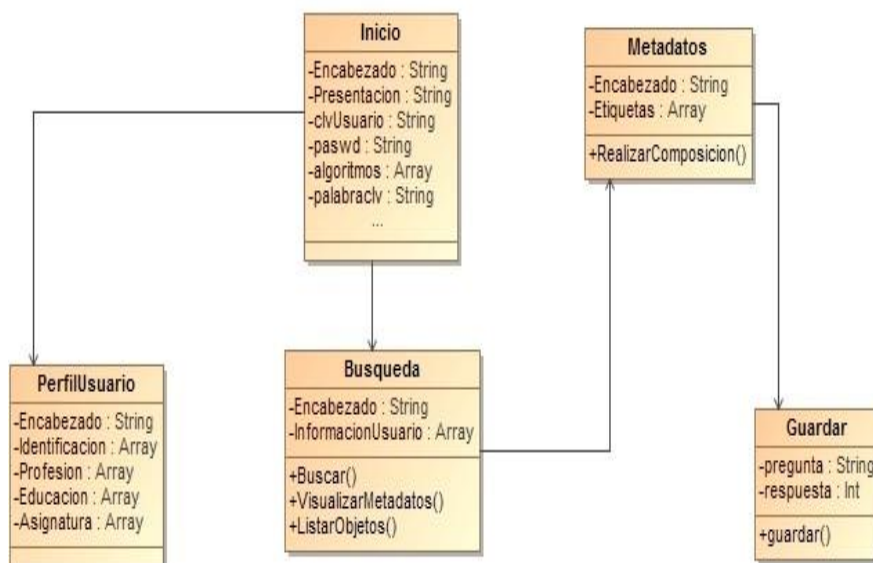 Inicio
-Encabezado : String
-Presentacion : String
-clvUsuario : String
-paswd : String
-algoritmos : Array
-palabraclv : String
...
Metadatos
-Encabezado : String
-Etiquetas : Array
+RealizarComposicion()
PerfilUsuario
-Encabezado : String
-Identificacion : Array
-Profesion : Array
-Educacion : Array
-Asignatura : Array
Busqueda
-Encabezado : String
-InformacionUsuario : Array
+Buscar()
+VisualizarMetadatos()
+ListarObjetos()
Guardar
-pregunta : String
-respuesta : Int
+guardar()